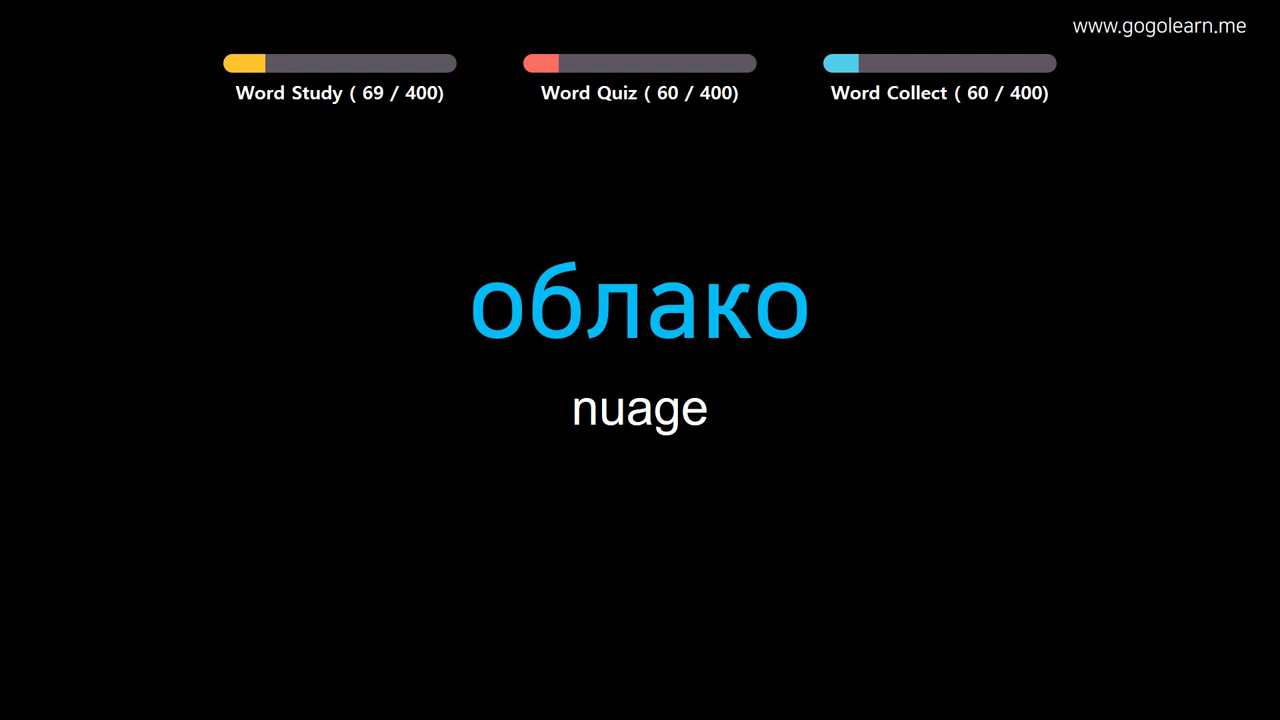 www.gogolearn.me
Word Study ( 69 / 400)
Word Quiz ( 60 / 400)
Word Collect ( 60 / 400)
облако
nuage